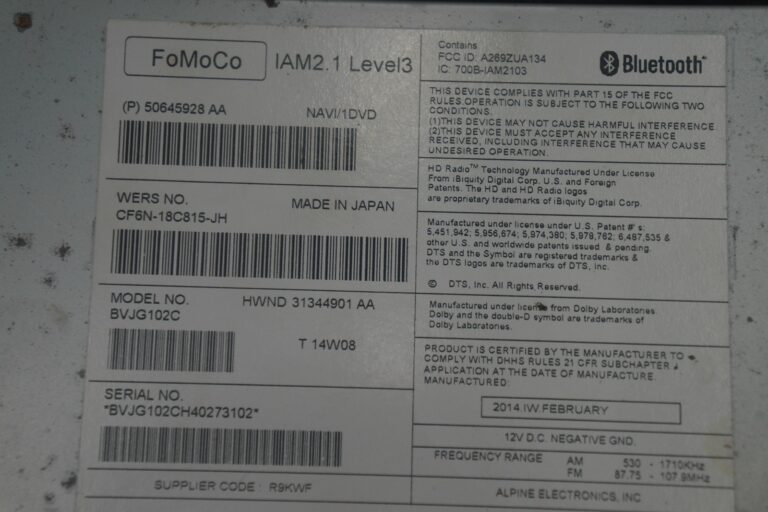 FoMoCo
IAM2.1 Level3
(P) 50645928 AA
NAVI/1DVD
WERS NO.
MADE IN JAPAN
CF6N-18C815-JH
MODEL NO.
HWND 31344901 AA
BVJG102C
T 14W08
SERIAL NO.
*BVJG102CH40273102*
SUPPLIER CODE : R9KWF
Contains
FCC ID: A269ZUA134
IC: 700B-IAM2103
Bluetooth®
THIS DEVICE COMPLIES WITH PART 15 OF THE FCC
RULES OPERATION IS SUBJECT TO THE FOLLOWING TWO
CONDITIONS.
(1)THIS DEVICE MAY NOT CAUSE HARMFUL INTERFERENCE
(2)THIS DEVICE MUST ACCEPT ANY INTERFERENCE
RECEIVED, INCLUDING INTERFERENCE THAT MAY CAUSE
UNDESIRED OPERATION.
HD Radio™ Technology Manufactured Under License
From iBiquity Digital Corp. U.S. and Foreign
Patents. The HD and HD Radio logos
are proprietary trademarks of iBiquity Digital Corp.
Manufactured under license under U.S. Patent #'s:
5,451,942; 5,956,674; 5,974,380; 5,978,762; 6,487,535 &
other U.S. and worldwide patents issued & pending.
DTS and the Symbol are registered trademarks &
the DTS logos are trademarks of DTS, Inc.
© DTS, Inc. All Rights Reserved.
Manufactured under license from Dolby Laboratories.
Dolby and the double-D symbol are trademarks of
Dolby Laboratories.
PRODUCT IS CERTIFIED BY THE MANUFACTURER TO
COMPLY WITH DHHS RULES 21 CFR SUBCHAPTER J
APPLICATION AT THE DATE OF MANUFACTURE.
MANUFACTURED:
2014 IW.FEBRUARY
12V D.C. NEGATIVE GND.
FREQUENCY RANGE AM 530 - 1710KHz
FM 87.75 - 107.9MHz
ALPINE ELECTRONICS, INC